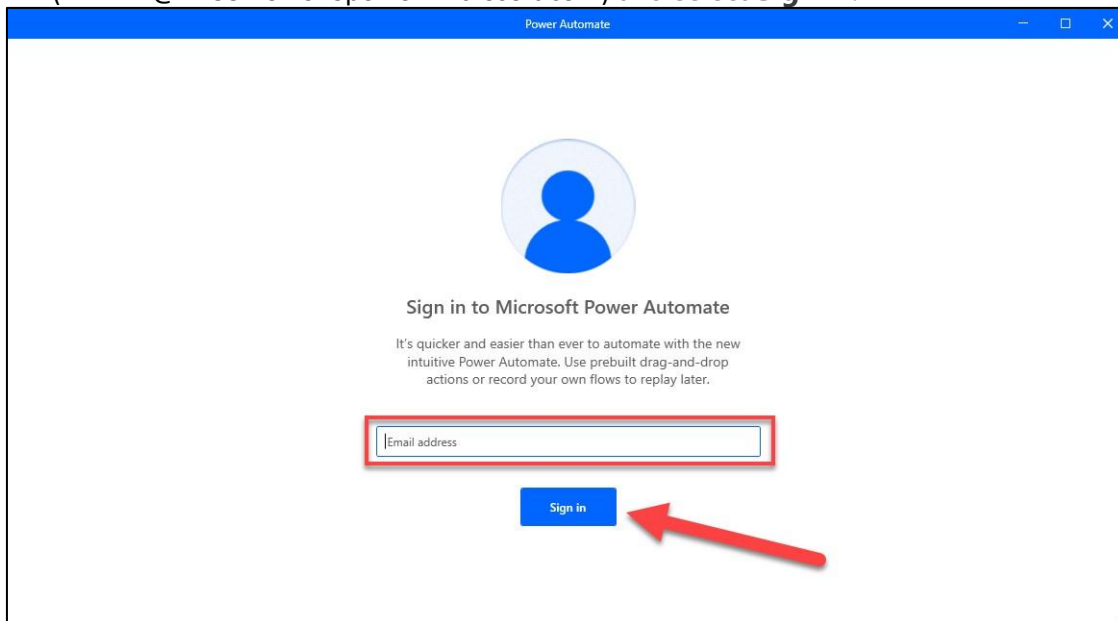 Power Automate
Sign in to Microsoft Power Automate
It's quicker and easier than ever to automate with the new
intuitive Power Automate. Use prebuilt drag-and-drop
actions or record your own flows to replay later.
Email address
Sign in